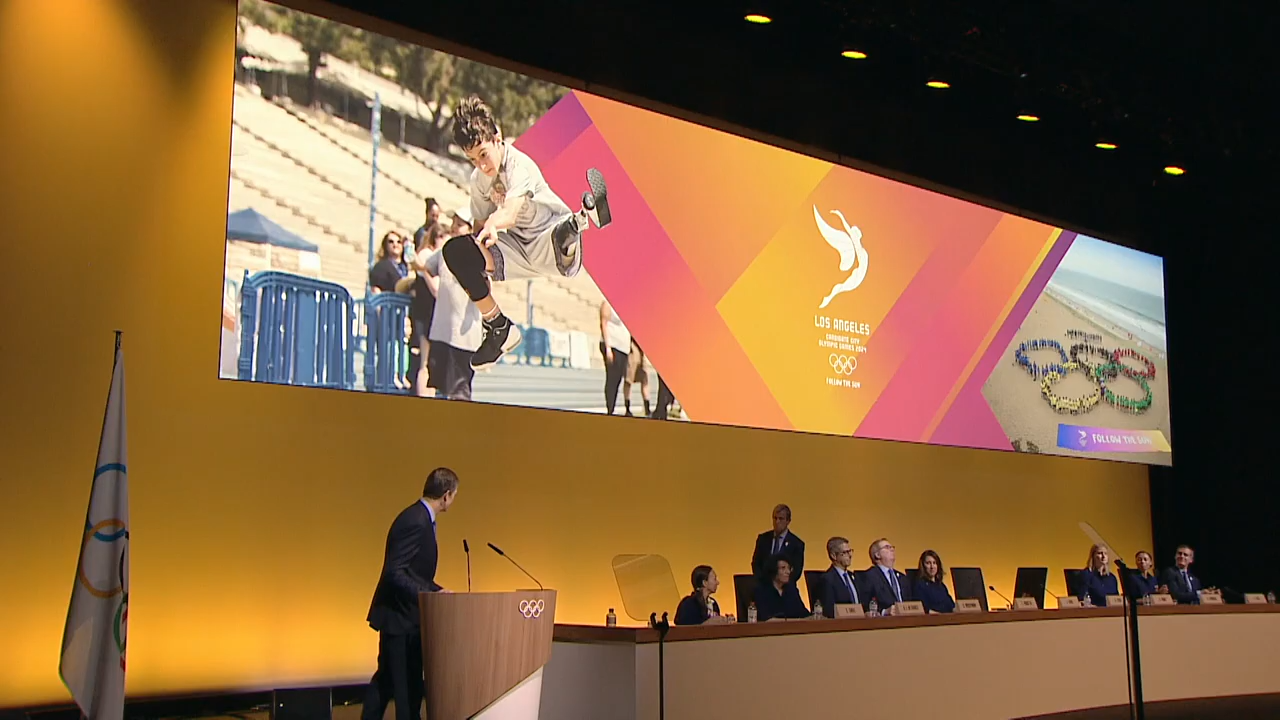 LOS ANGELES
CANDIDATE CITY
OLYMPIC GAMES 2024
FOLLOW THE SUN
FOLLOW THE SUN